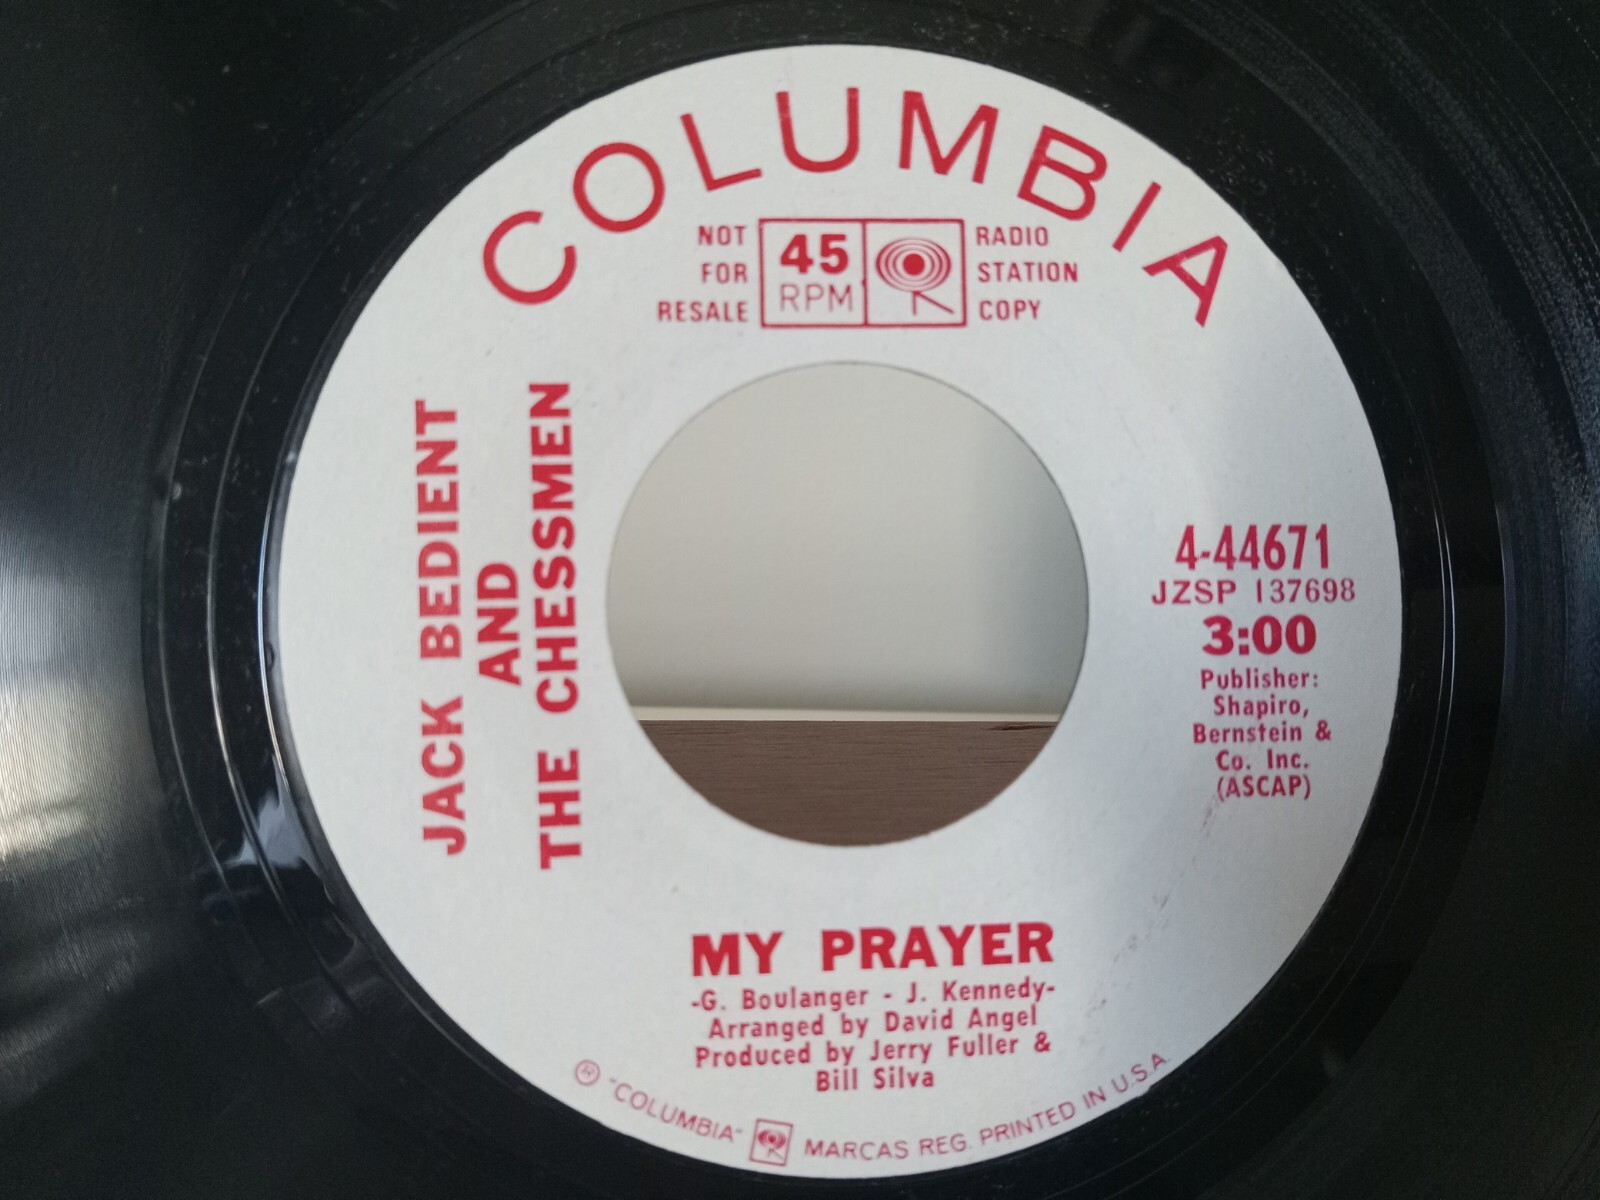 COLUMBIA
NOT
FOR
RESALE
45
RPM
RADIO
STATION
COPY
JACK BEDIENT
AND
THE CHESSMEN
4-44671
JZSP 137698
3:00
Publisher:
Shapiro,
Bernstein &
Co. Inc.
(ASCAP)
MY PRAYER
-G. Boulanger - J. Kennedy-
Arranged by David Angel
Produced by Jerry Fuller &
Bill Silva
® "COLUMBIA" MARCAS REG. PRINTED IN U.S.A.